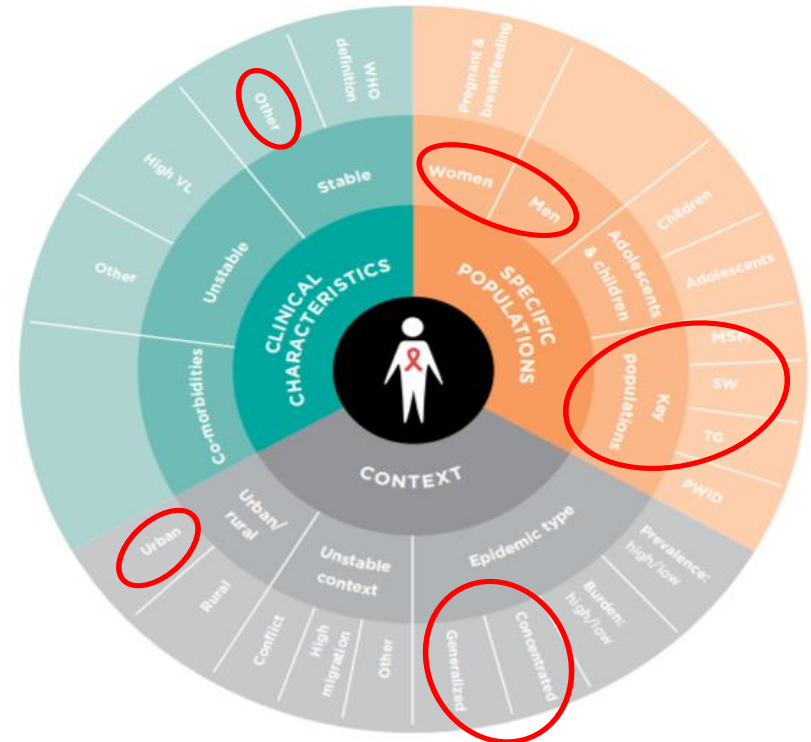 CLINICAL
CHARACTERISTICS
Stable
WHO
definition
Other
Unstable
High VL
Other
Co-morbidities
SPECIFIC
POPULATIONS
Women
Pregnant &
breastfeeding
Men
Adolescents
& children
Children
Adolescents
Key
populations
MSM
SW
TG
PWID
CONTEXT
Epidemic type
Prevalence:
high/low
Burden:
high/low
Concentrated
Generalized
Unstable
context
Other
High
migration
Conflict
Urban/
rural
Rural
Urban